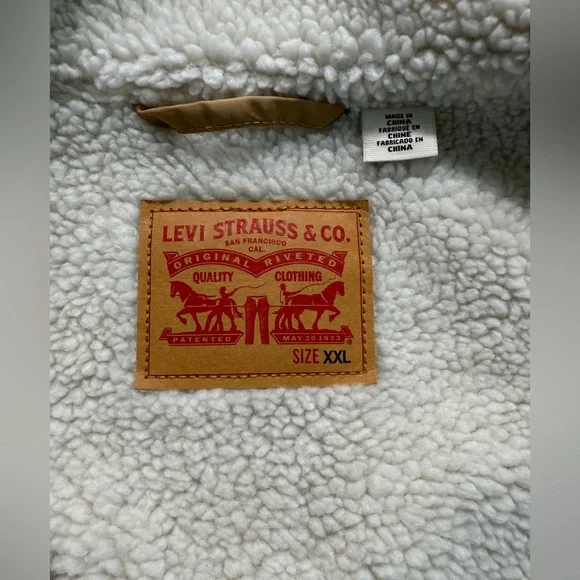 MADE IN
CHINA
FABRIQUÉ EN
CHINE
FABRICADO EN
CHINA
LEVI STRAUSS & CO.
SAN FRANCISCO
CAL.
ORIGINAL RIVETED
QUALITY CLOTHING
PATENTED MAY 20 1873
SIZE XXL